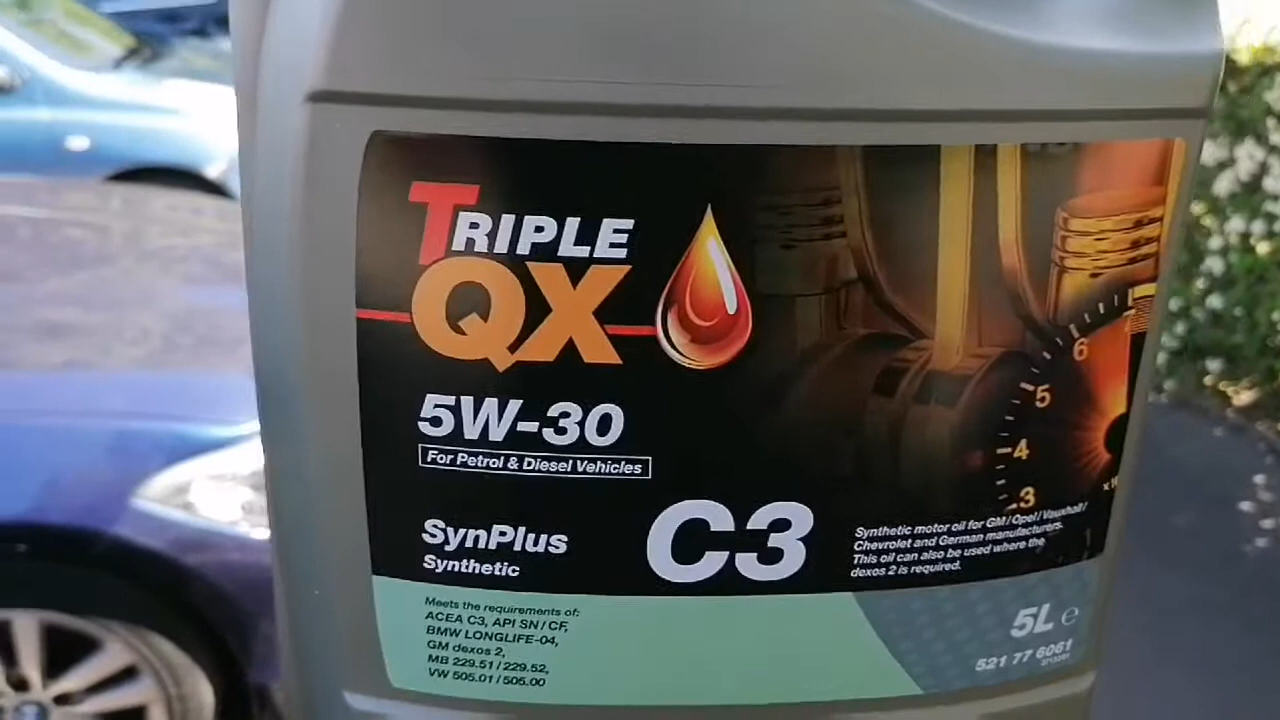 TRIPLE
QX
5W-30
For Petrol & Diesel Vehicles
SynPlus
Synthetic
C3
Synthetic motor oil for GM/Opel/Vauxhall/
Chevrolet and German manufacturers.
This oil can also be used where the
dexos 2 is required.
6
5
4
3
Meets the requirements of:
ACEA C3, API SN/CF,
BMW LONGLIFE-04,
GM dexos 2,
MB 229.51/229.52,
VW 505.01/505.00
5L e
521 77 6061